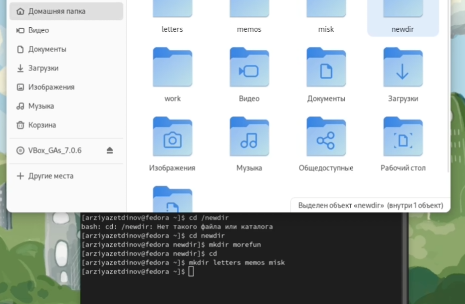 Домашняя папка
Видео
Документы
Загрузки
Изображения
Музыка
Корзина
VBox_GAs_7.0.6
Другие места
letters memos misk newdir
work Видео Документы Загрузки
Изображения Музыка Общедоступные Рабочий стол
Выделен объект «newdir» (внутри 1 объект)
[arziyazetdinov@fedora ~]$ cd /newdir
bash: cd: /newdir: Нет такого файла или каталога
[arziyazetdinov@fedora ~]$ cd newdir
[arziyazetdinov@fedora newdir]$ mkdir morefun
[arziyazetdinov@fedora newdir]$ cd
[arziyazetdinov@fedora ~]$ mkdir letters memos misk
[arziyazetdinov@fedora ~]$